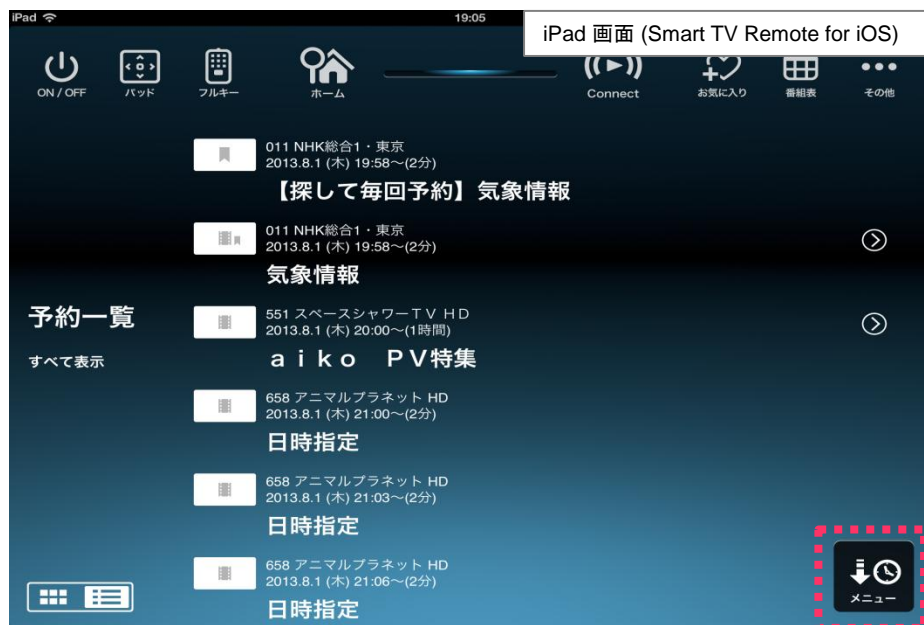 iPad
19:05
iPad 画面 (Smart TV Remote for iOS)
ON / OFF
パッド
フルキー
ホーム
Connect
お気に入り
番組表
その他
011 NHK総合1・東京
2013.8.1 (木) 19:58～(2分)
【探して毎回予約】気象情報
011 NHK総合1・東京
2013.8.1 (木) 19:58～(2分)
気象情報
予約一覧
すべて表示
551 スペースシャワーＴＶ ＨＤ
2013.8.1 (木) 20:00～(1時間)
ａｉｋｏ　ＰＶ特集
658 アニマルプラネット HD
2013.8.1 (木) 21:00～(2分)
日時指定
658 アニマルプラネット HD
2013.8.1 (木) 21:03～(2分)
日時指定
658 アニマルプラネット HD
2013.8.1 (木) 21:06～(2分)
日時指定
メニュー